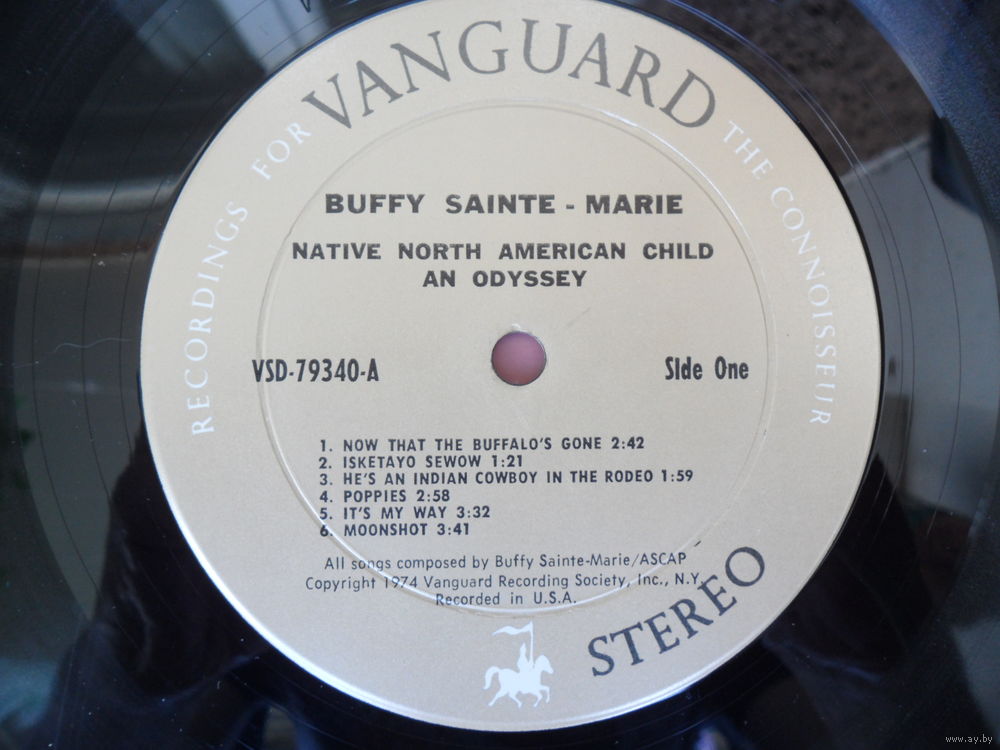 VANGUARD
RECORDINGS FOR THE CONNOISSEUR
BUFFY SAINTE - MARIE
NATIVE NORTH AMERICAN CHILD
AN ODYSSEY
VSD-79340-A
Side One
1. NOW THAT THE BUFFALO'S GONE 2:42
2. ISKETAYO SEWOW 1:21
3. HE'S AN INDIAN COWBOY IN THE RODEO 1:59
4. POPPIES 2:58
5. IT'S MY WAY 3:32
6. MOONSHOT 3:41
All songs composed by Buffy Sainte-Marie/ASCAP
Copyright 1974 Vanguard Recording Society, Inc., N.Y.
Recorded in U.S.A.
STEREO
www.ay.by